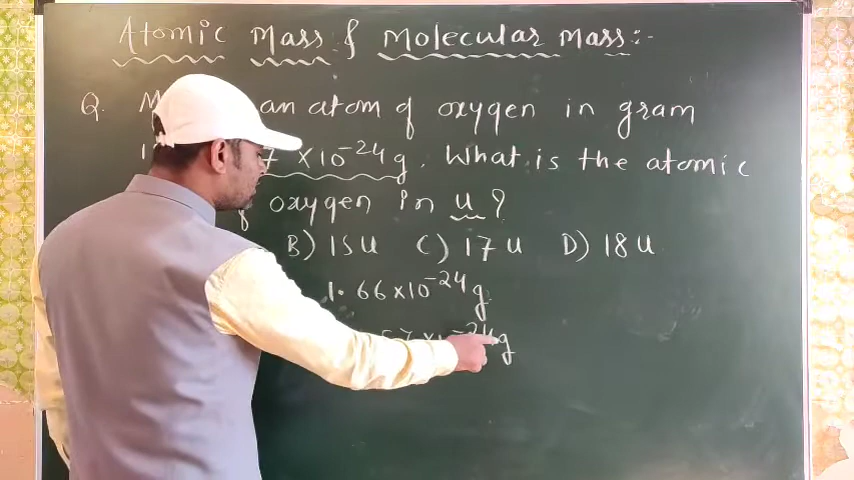 Atomic Mass & Molecular Mass:-
Q. an atom of oxygen in gram
7 ×10⁻²⁴g. What is the atomic
oxygen in u?
B) 15u C) 17u D) 18u
1.66×10⁻²⁴g